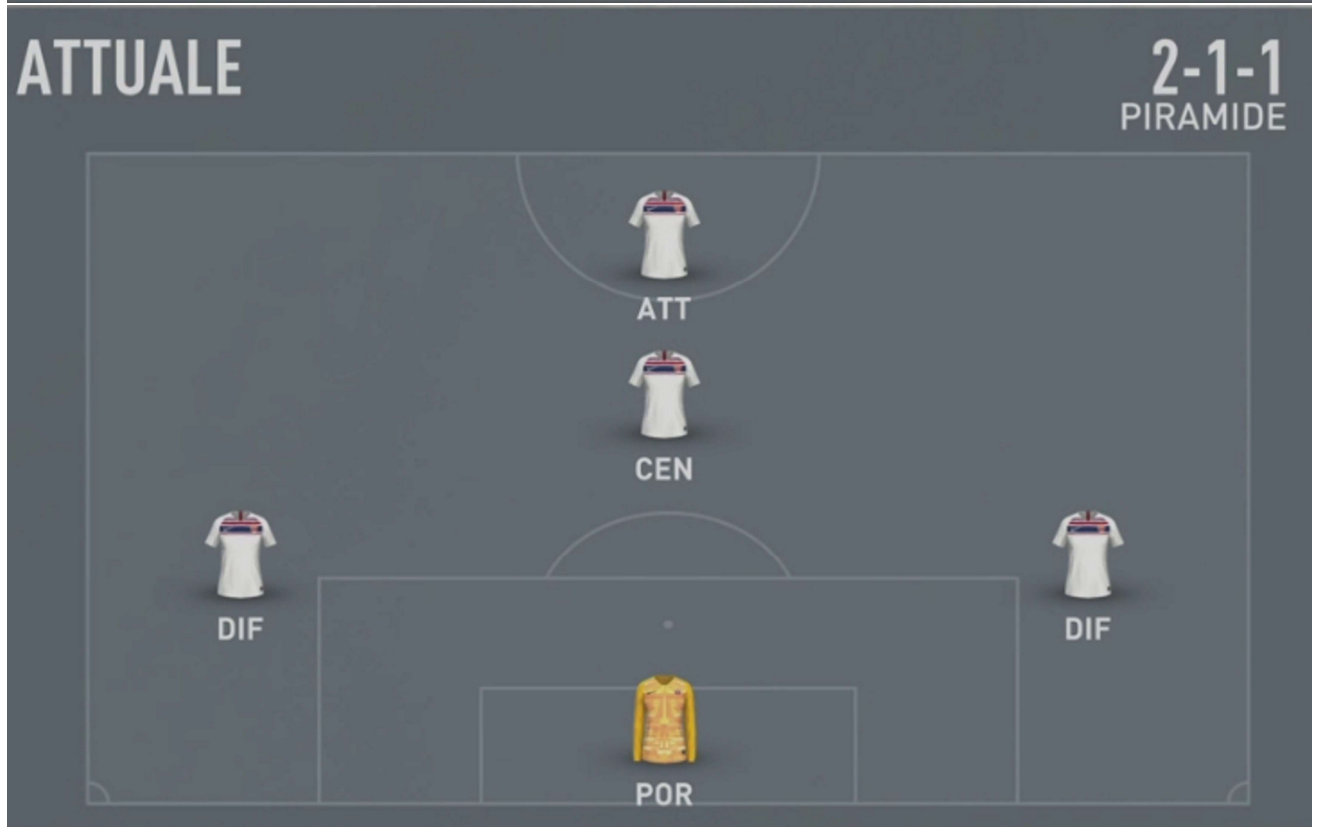 ATTUALE
2-1-1
PIRAMIDE
ATT
CEN
DIF
DIF
POR